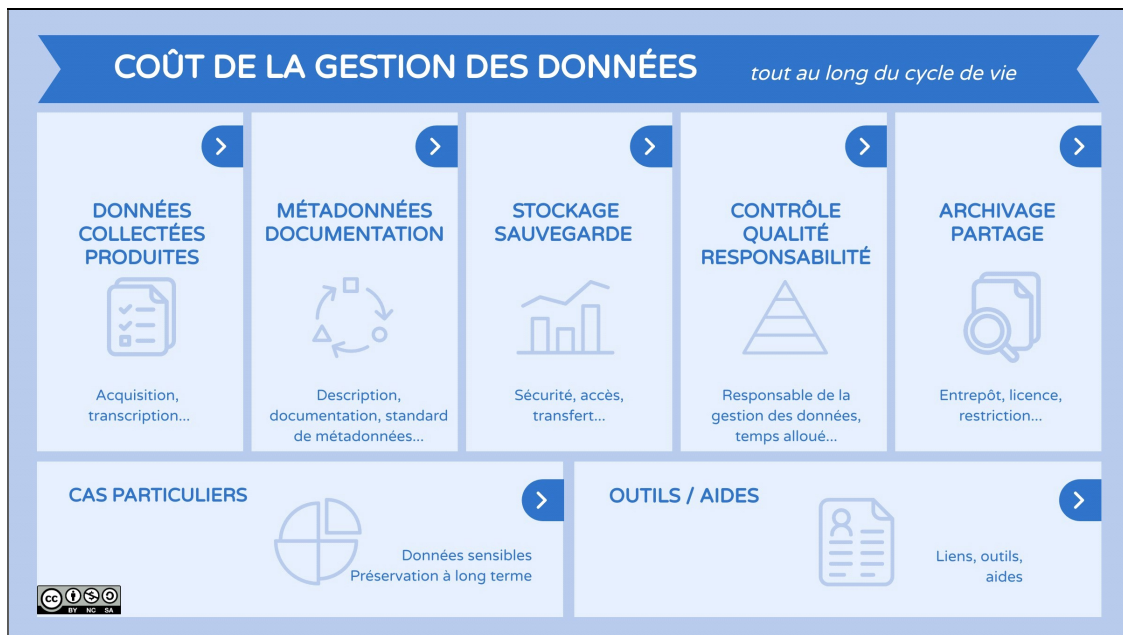 COÛT DE LA GESTION DES DONNÉES
tout au long du cycle de vie
DONNÉES
COLLECTÉES
PRODUITES
Acquisition,
transcription...
MÉTADONNÉES
DOCUMENTATION
Description,
documentation, standard
de métadonnées...
STOCKAGE
SAUVEGARDE
Sécurité, accès,
transfert...
CONTRÔLE
QUALITÉ
RESPONSABILITÉ
Responsable de la
gestion des données,
temps alloué...
ARCHIVAGE
PARTAGE
Entrepôt, licence,
restriction...
CAS PARTICULIERS
Données sensibles
Préservation à long terme
OUTILS / AIDES
Liens, outils,
aides
cc
BY NC SA